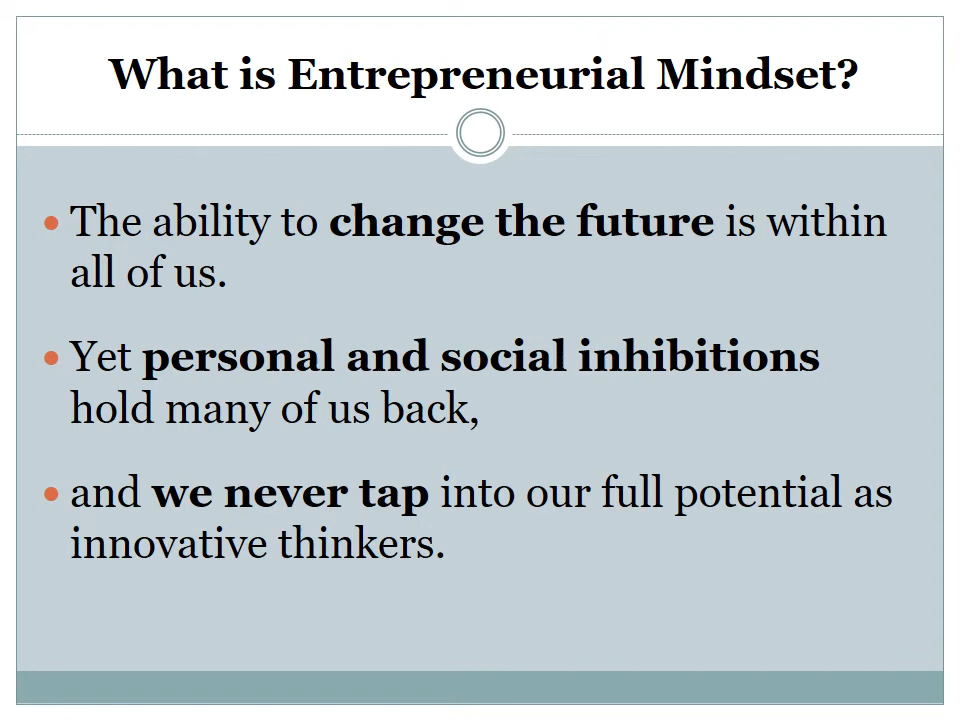 What is Entrepreneurial Mindset?
• The ability to change the future is within
all of us.
• Yet personal and social inhibitions
hold many of us back,
• and we never tap into our full potential as
innovative thinkers.